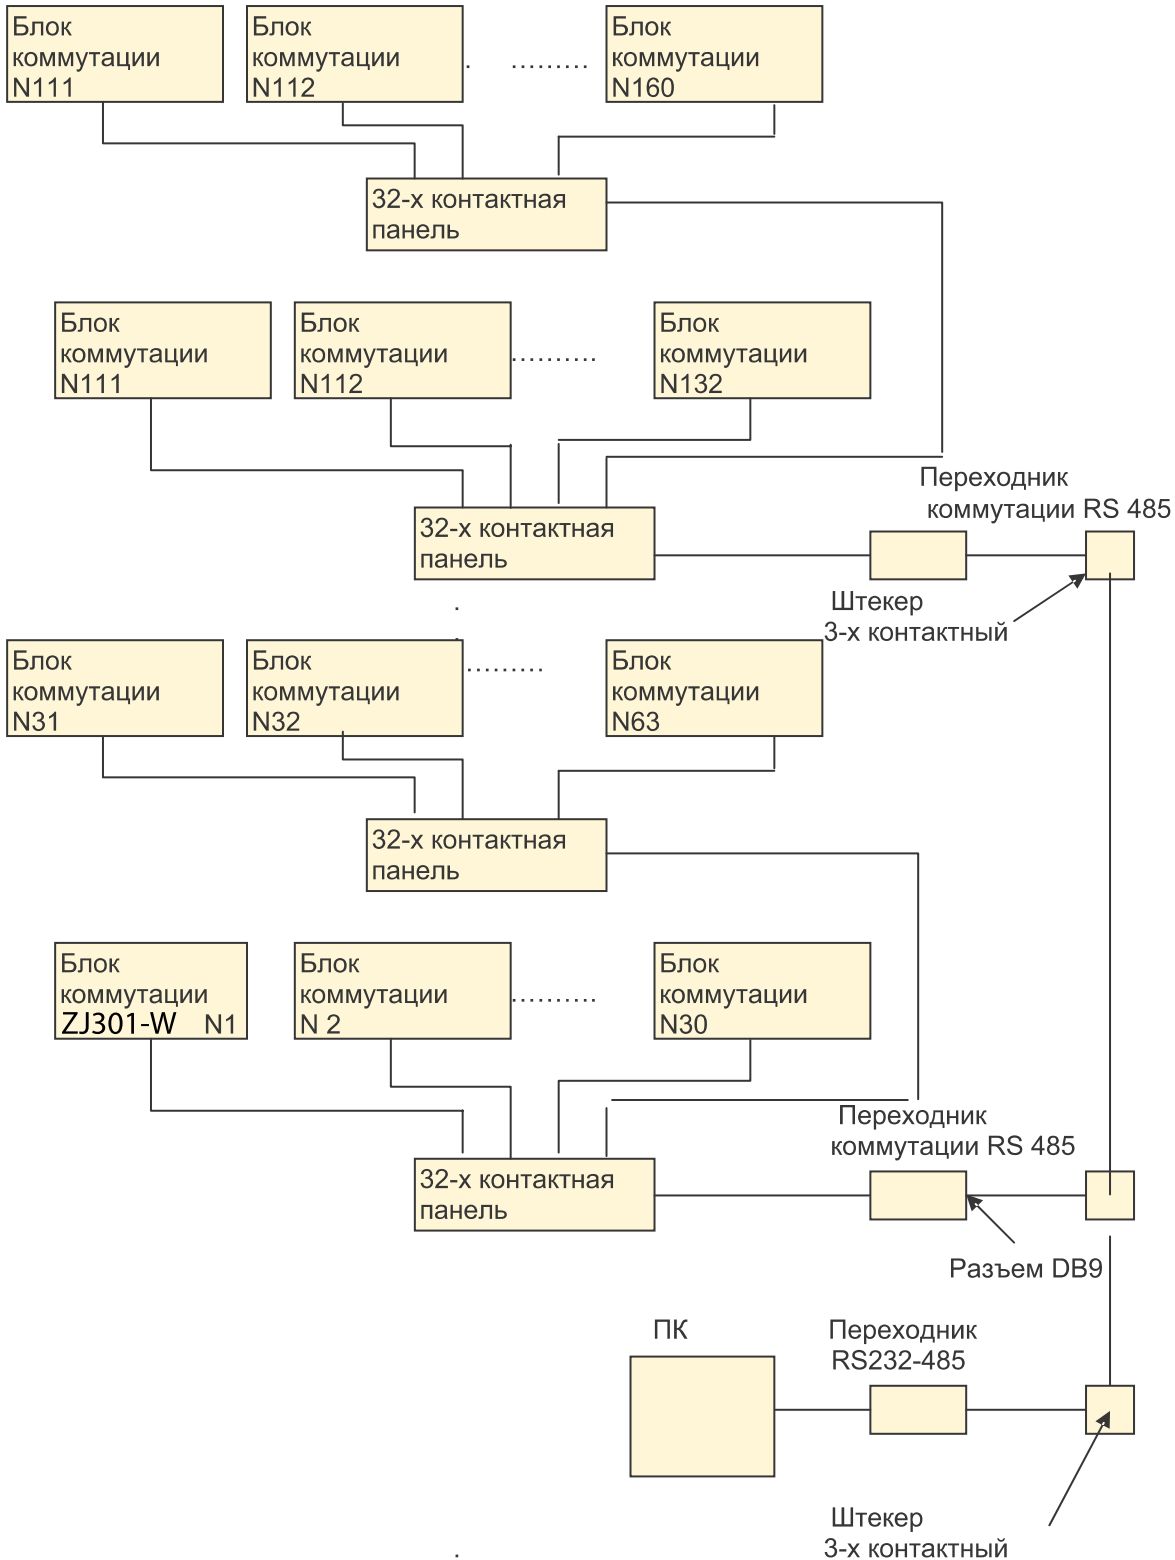 Блок
коммутации
N111
Блок
коммутации
N112
. .........
Блок
коммутации
N160
32-х контактная
панель
Блок
коммутации
N111
Блок
коммутации
N112
..........
Блок
коммутации
N132
Переходник
коммутации RS 485
32-х контактная
панель
Штекер
3-х контактный
.
.
Блок
коммутации
N31
Блок
коммутации
N32
.........
Блок
коммутации
N63
32-х контактная
панель
Блок
коммутации
ZJ301-W N1
Блок
коммутации
N 2
..........
Блок
коммутации
N30
Переходник
коммутации RS 485
32-х контактная
панель
Разъем DB9
ПК
Переходник
RS232-485
Штекер
3-х контактный
.